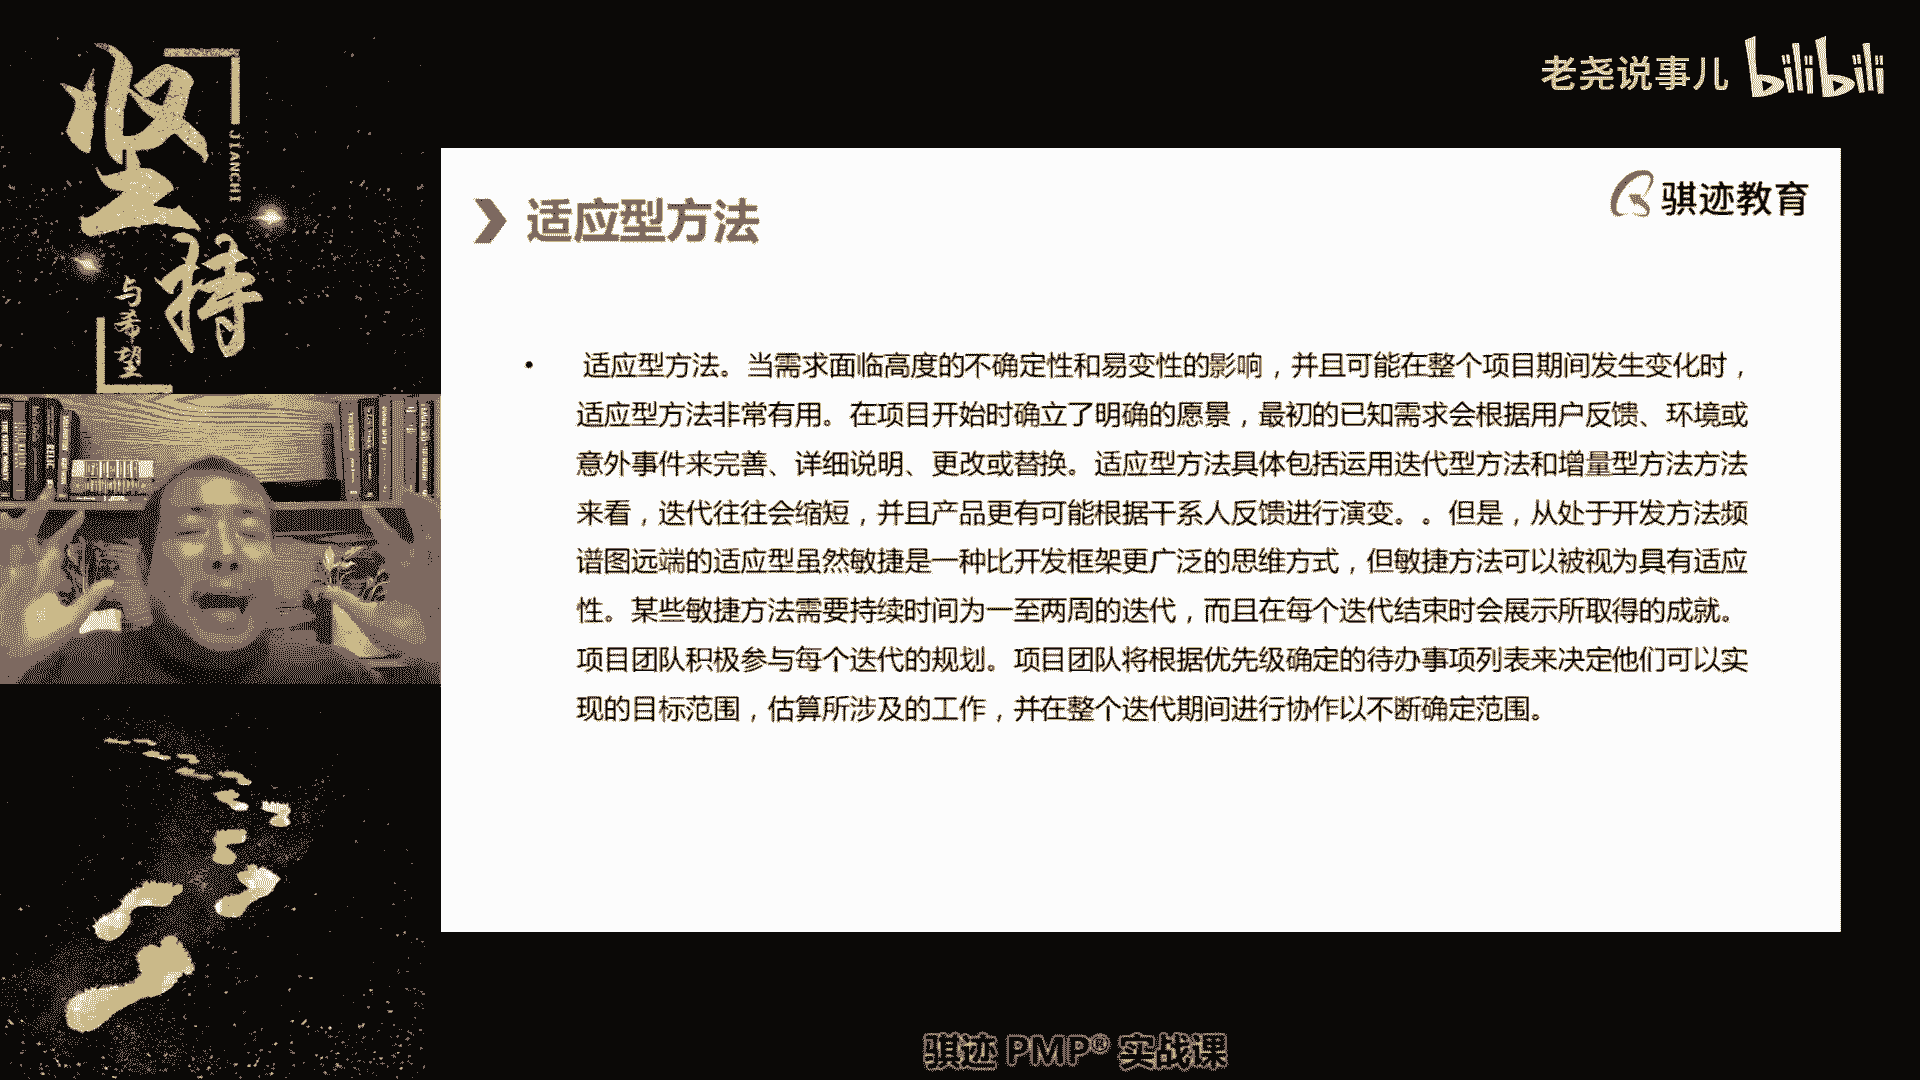 坚持
JIANCHI
与希望
老尧说事儿 bilibili
骐迹教育
适应型方法
• 适应型方法。当需求面临高度的不确定性和易变性的影响，并且可能在整个项目期间发生变化时，
适应型方法非常有用。在项目开始时确立了明确的愿景，最初的已知需求会根据用户反馈、环境或
意外事件来完善、详细说明、更改或替换。适应型方法具体包括运用迭代型方法和增量型方法方法
来看，迭代往往会缩短，并且产品更有可能根据干系人反馈进行演变。。但是，从处于开发方法频
谱图远端的适应型虽然敏捷是一种比开发框架更广泛的思维方式，但敏捷方法可以被视为具有适应
性。某些敏捷方法需要持续时间为一至两周的迭代，而且在每个迭代结束时会展示所取得的成就。
项目团队积极参与每个迭代的规划。项目团队将根据优先级确定的待办事项列表来决定他们可以实
现的目标范围，估算所涉及的工作，并在整个迭代期间进行协作以不断确定范围。
骐迹 PMP® 实战课